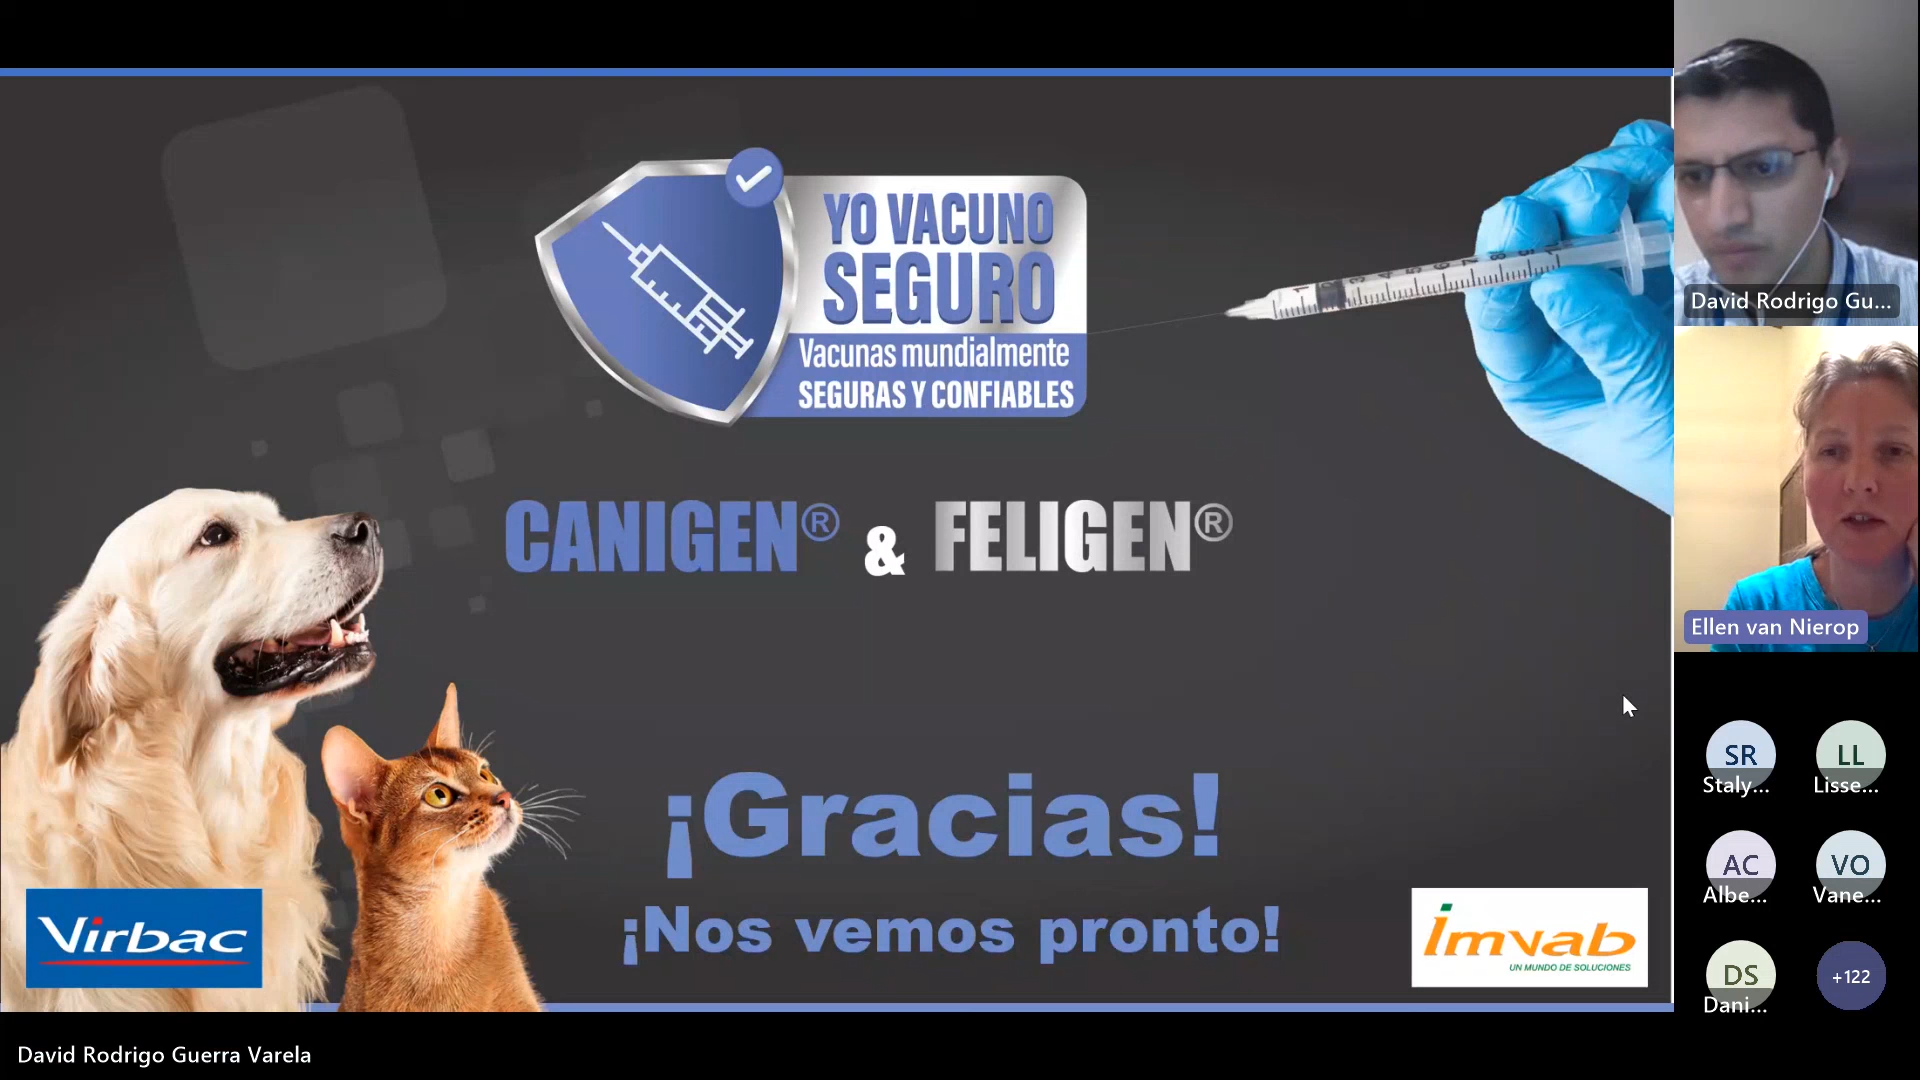 YO VACUNO
SEGURO
Vacunas mundialmente
SEGURAS Y CONFIABLES
CANIGEN® & FELIGEN®
¡Gracias!
¡Nos vemos pronto!
Virbac
imvab
UN MUNDO DE SOLUCIONES
David Rodrigo Gu...
Ellen van Nierop
SR
Staly...
LL
Lisse...
AC
Albe...
VO
Vane...
DS
Dani...
+122
David Rodrigo Guerra Varela